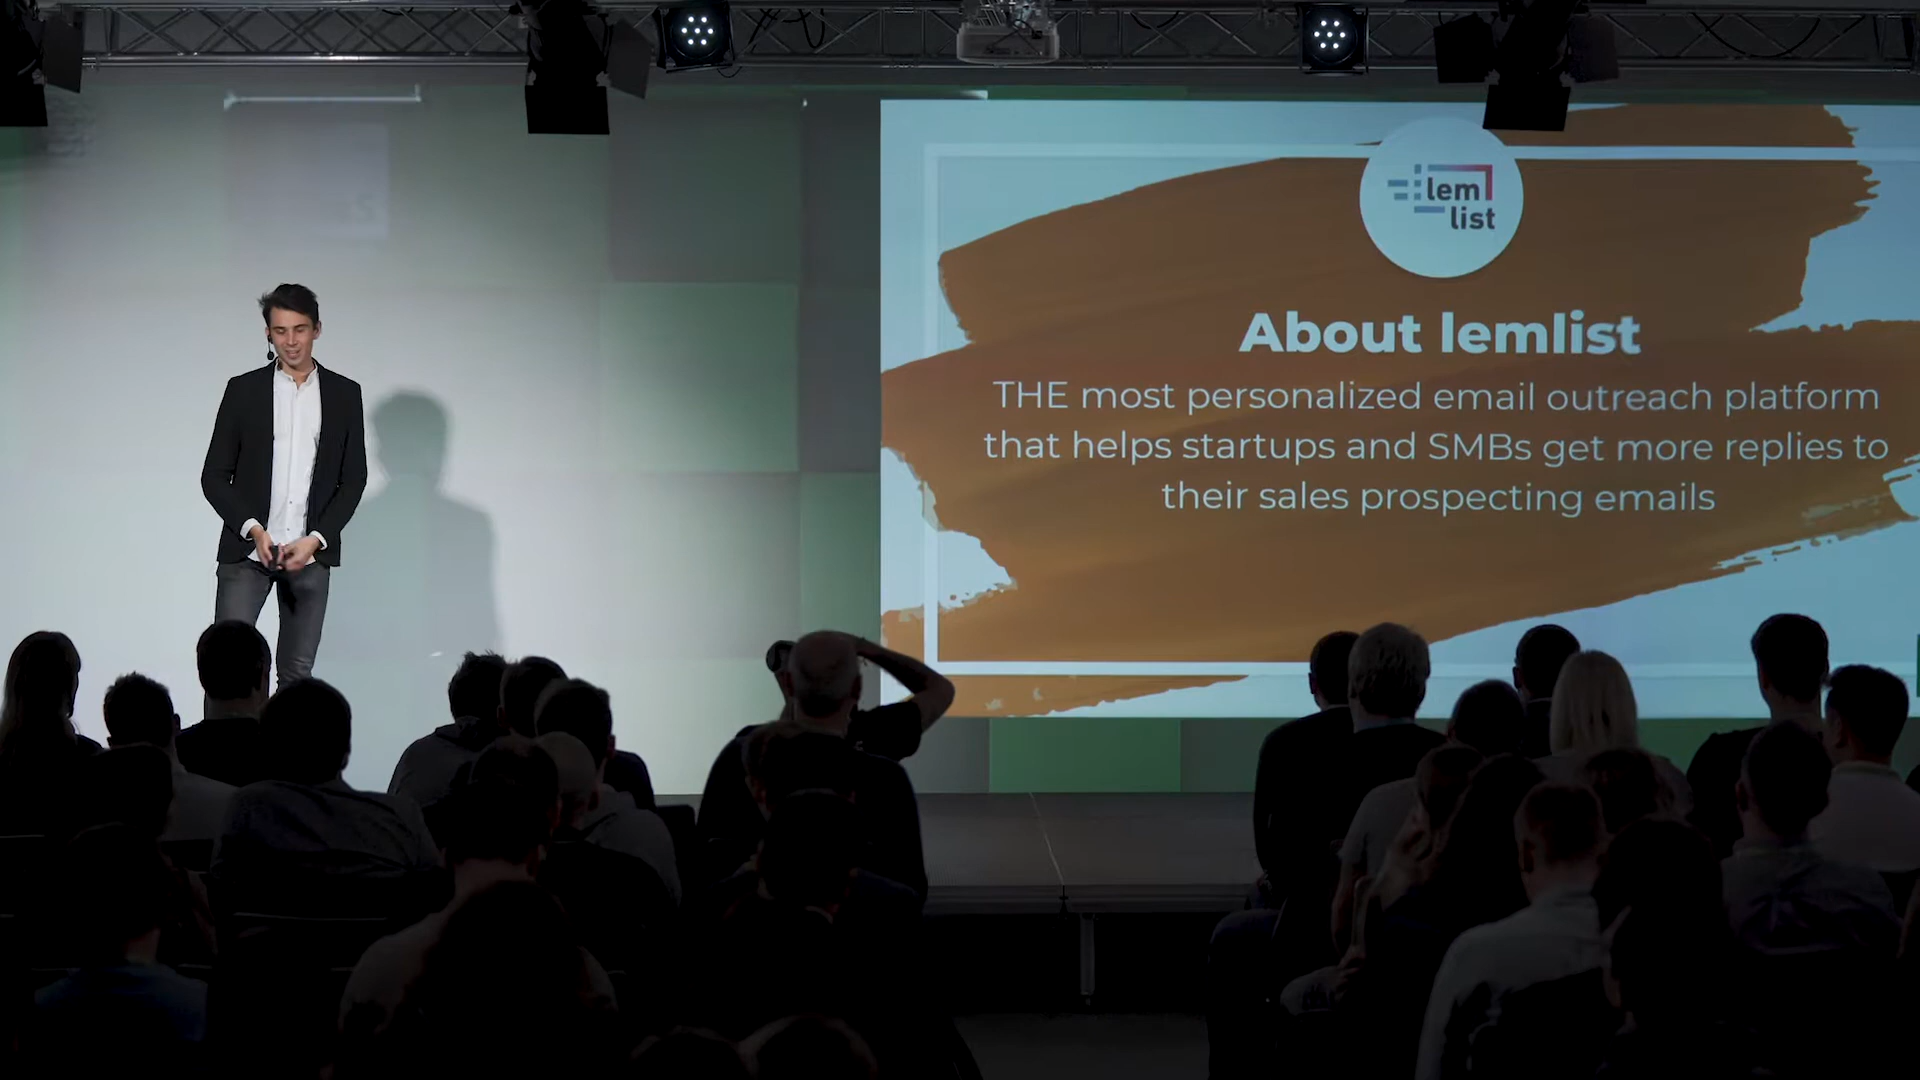 lem
list
About lemlist
THE most personalized email outreach platform
that helps startups and SMBs get more replies to
their sales prospecting emails